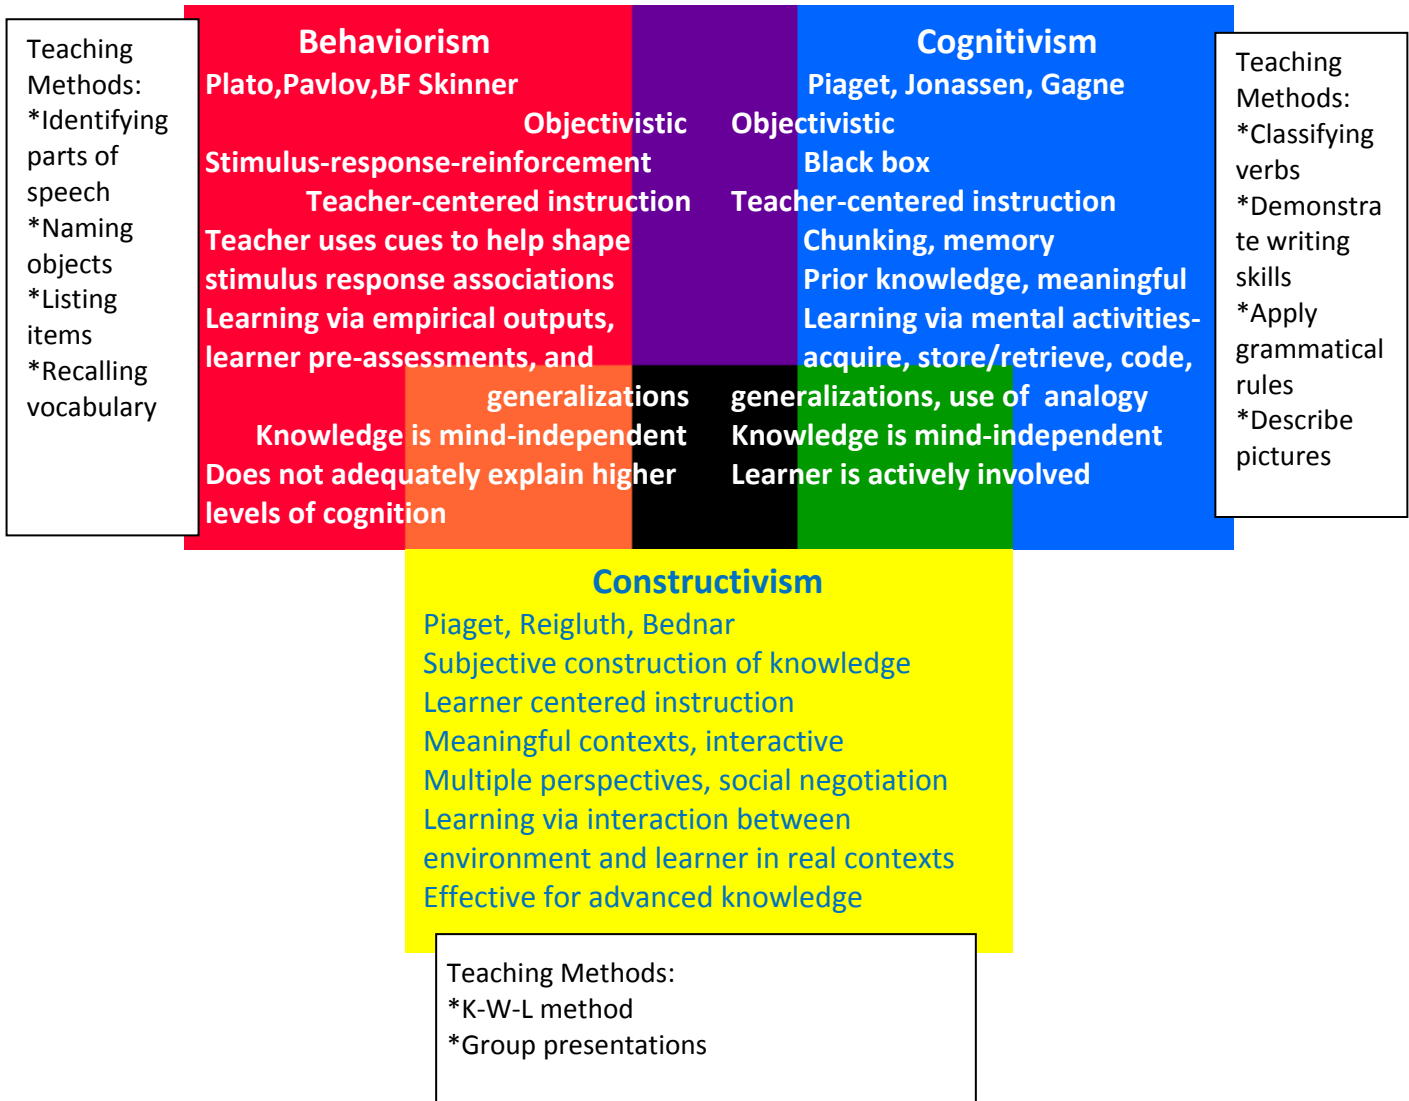 Teaching
Methods:
*Identifying
parts of
speech
*Naming
objects
*Listing
items
*Recalling
vocabulary
Behaviorism
Plato,Pavlov,BF Skinner
Objectivistic
Stimulus-response-reinforcement
Teacher-centered instruction
Teacher uses cues to help shape
stimulus response associations
Learning via empirical outputs,
learner pre-assessments, and
generalizations
Knowledge is mind-independent
Does not adequately explain higher
levels of cognition
Cognitivism
Piaget, Jonassen, Gagne
Objectivistic
Black box
Teacher-centered instruction
Chunking, memory
Prior knowledge, meaningful
Learning via mental activities-
acquire, store/retrieve, code,
generalizations, use of analogy
Knowledge is mind-independent
Learner is actively involved
Teaching
Methods:
*Classifying
verbs
*Demonstra
te writing
skills
*Apply
grammatical
rules
*Describe
pictures
Constructivism
Piaget, Reigluth, Bednar
Subjective construction of knowledge
Learner centered instruction
Meaningful contexts, interactive
Multiple perspectives, social negotiation
Learning via interaction between
environment and learner in real contexts
Effective for advanced knowledge
Teaching Methods:
*K-W-L method
*Group presentations